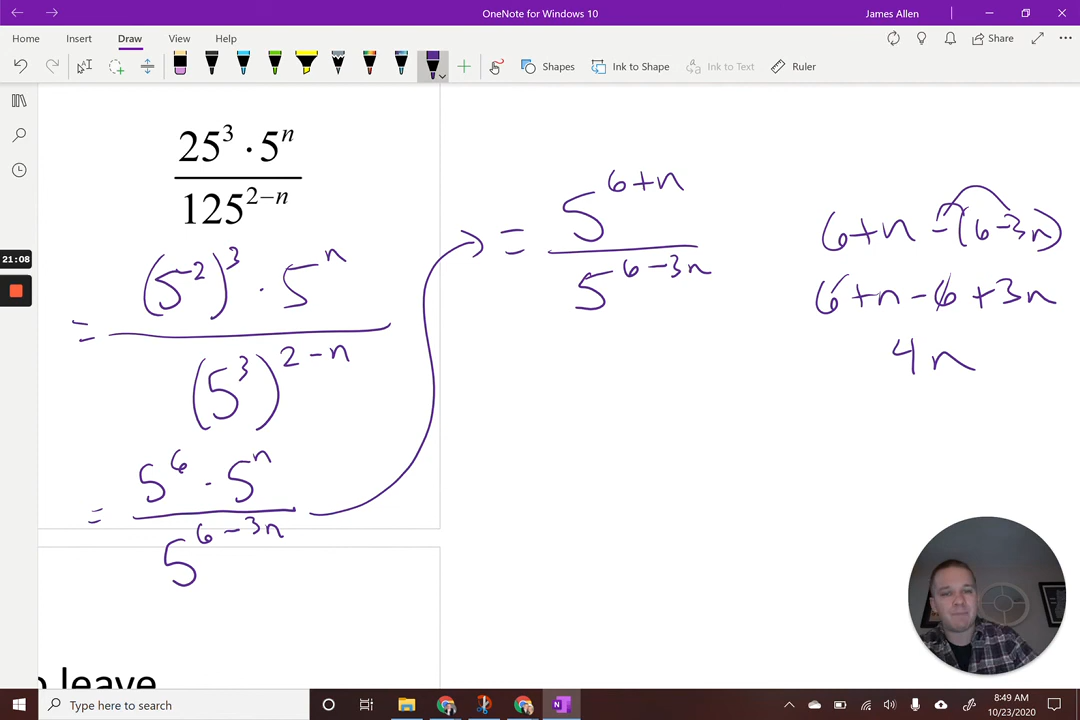 OneNote for Windows 10
James Allen
Home Insert Draw View Help
Share
Shapes Ink to Shape Ink to Text Ruler
21:08
25³ · 5ⁿ
125²⁻ⁿ
= (5²)³ · 5ⁿ
(5³)²⁻ⁿ
= 5⁶ · 5ⁿ
5⁶⁻³ⁿ
= 5⁶⁺ⁿ
5⁶⁻³ⁿ
6+n -(6-3n)
6+n-6+3n
4n
leave
Type here to search
8:49 AM
10/23/2020